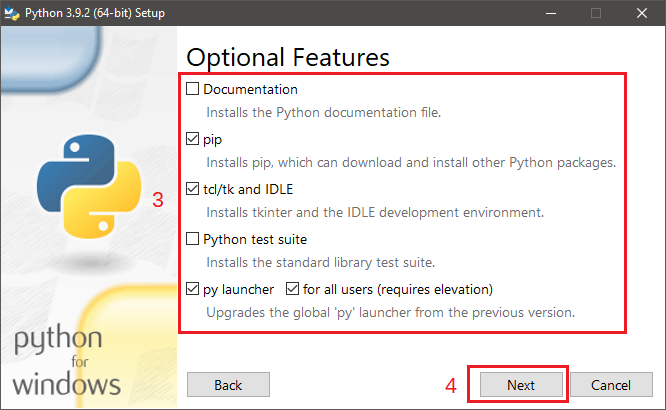 Python 3.9.2 (64-bit) Setup
Optional Features
Documentation
Installs the Python documentation file.
pip
Installs pip, which can download and install other Python packages.
3
tcl/tk and IDLE
Installs tkinter and the IDLE development environment.
Python test suite
Installs the standard library test suite.
py launcher for all users (requires elevation)
Upgrades the global 'py' launcher from the previous version.
python
for
windows
Back
4
Next
Cancel